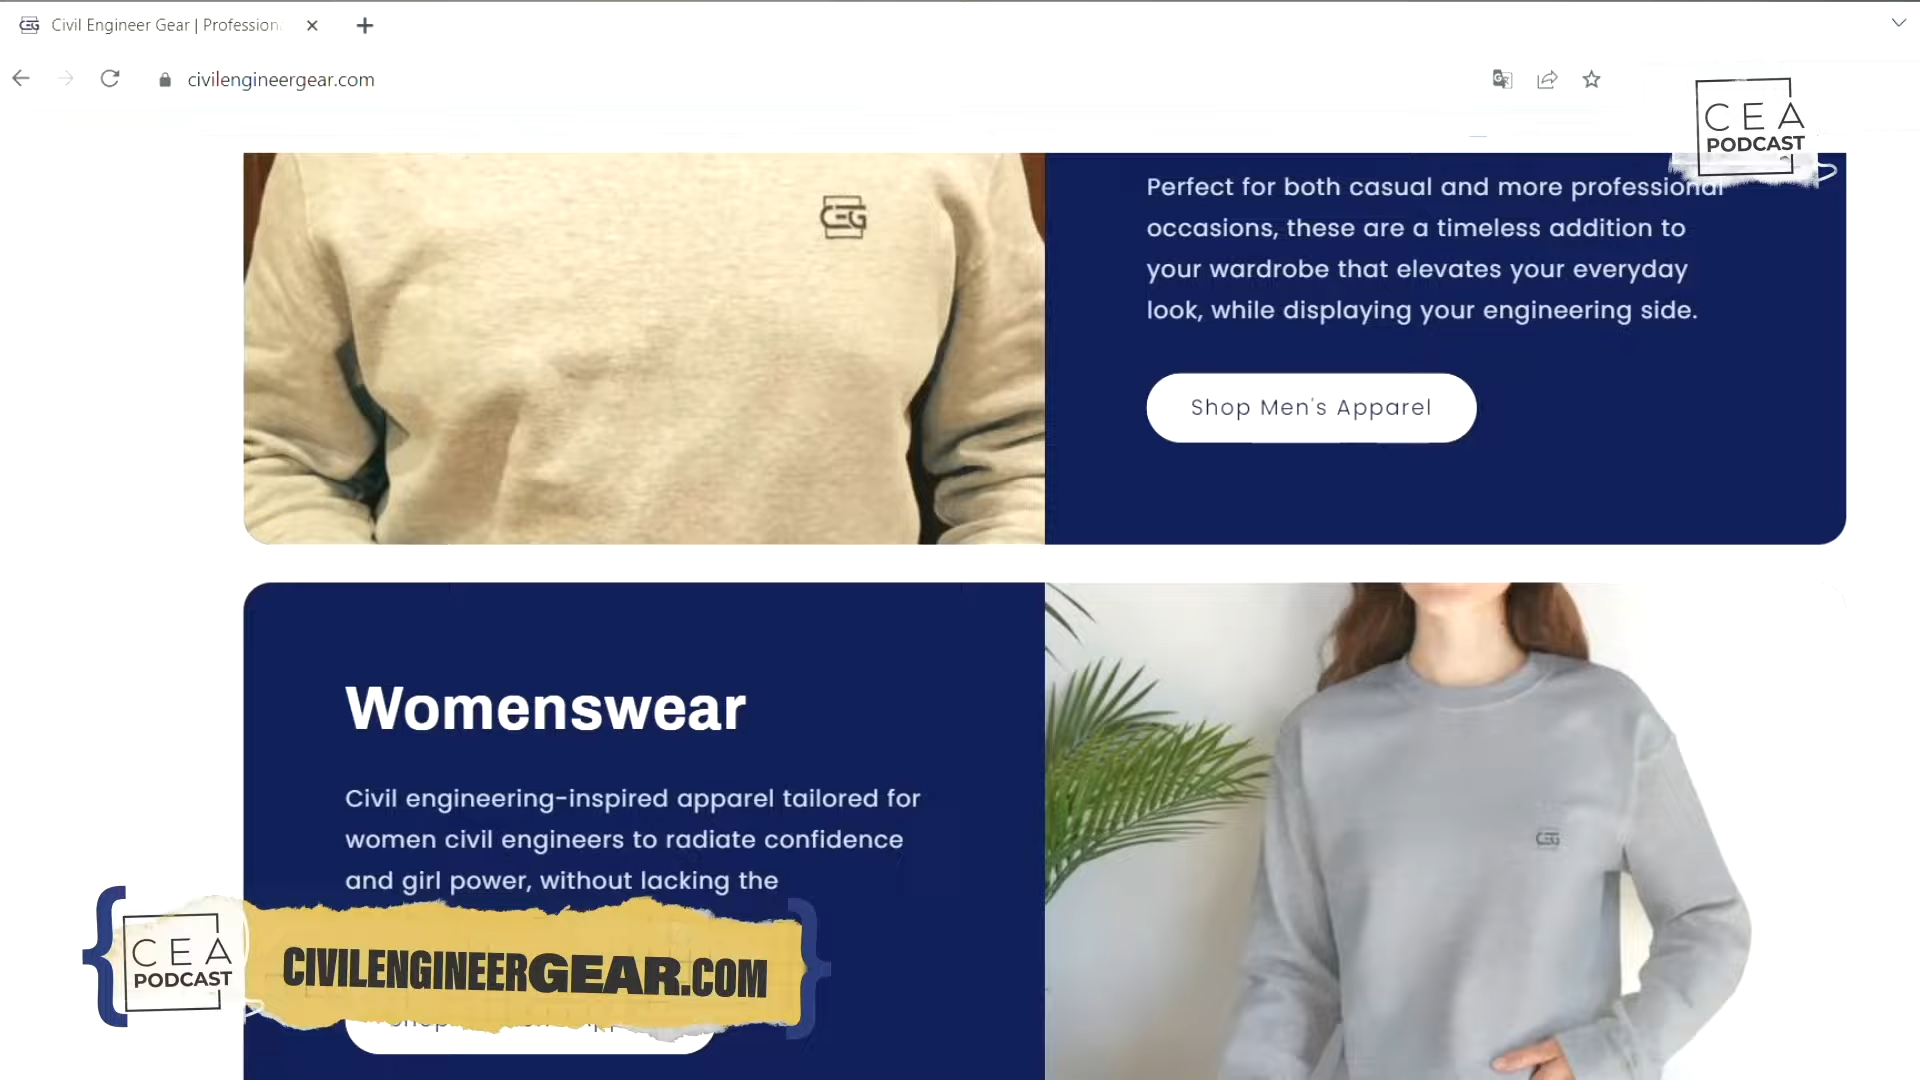 Civil Engineer Gear | Profession
civilengineergear.com
CEA
PODCAST
CEG
Perfect for both casual and more professional
occasions, these are a timeless addition to
your wardrobe that elevates your everyday
look, while displaying your engineering side.
Shop Men's Apparel
Womenswear
Civil engineering-inspired apparel tailored for
women civil engineers to radiate confidence
and girl power, without lacking the
CEG
CEA
PODCAST
CIVILENGINEERGEAR.COM